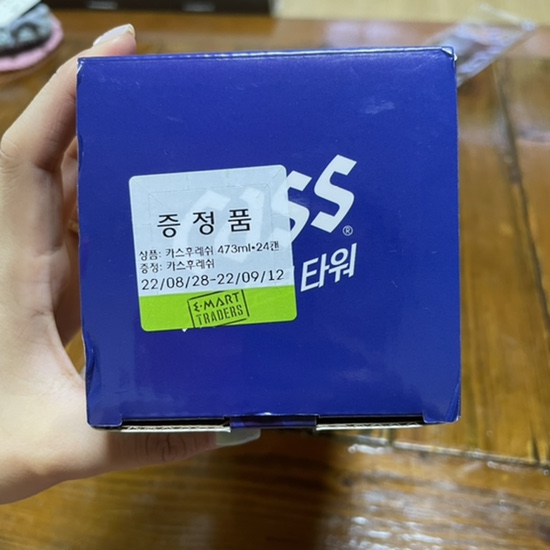 증정품
상품: 카스후레쉬 473ml*24캔
증정: 카스후레쉬
22/08/28-22/09/12
E·MART
TRADERS
ss®
타워